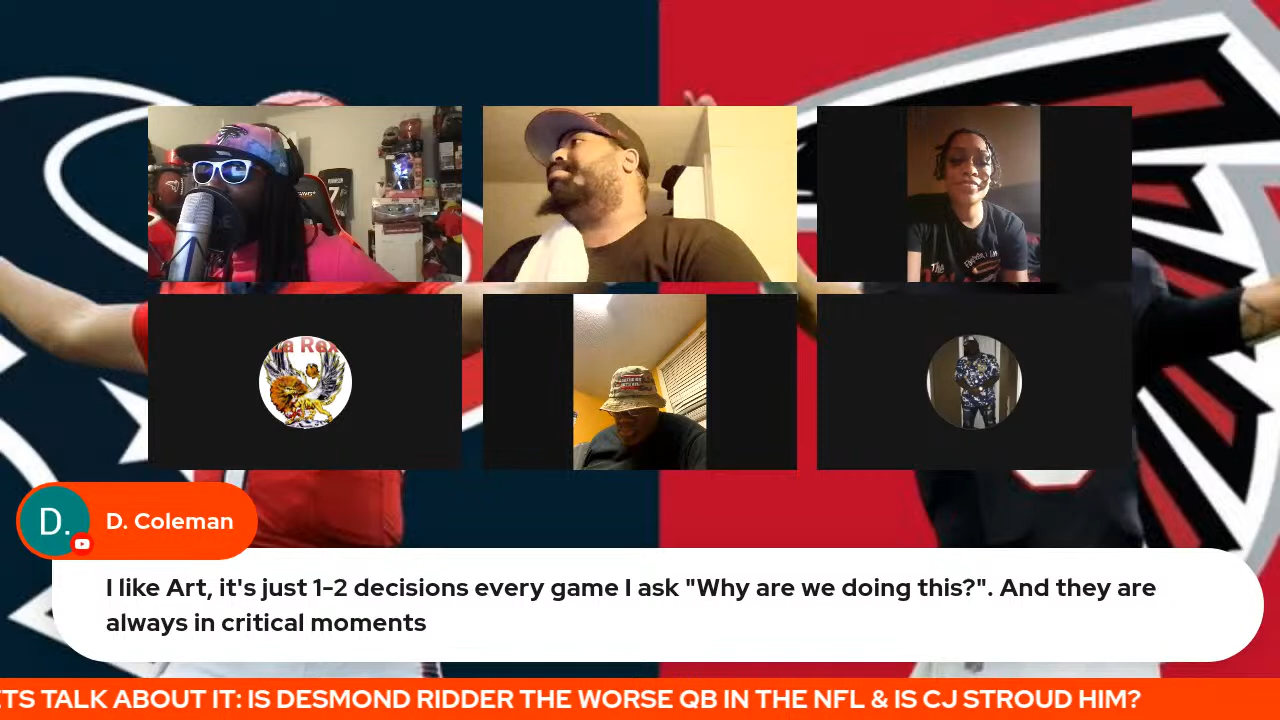 D.
D. Coleman
I like Art, it's just 1-2 decisions every game I ask "Why are we doing this?". And they are
always in critical moments
ETS TALK ABOUT IT: IS DESMOND RIDDER THE WORSE QB IN THE NFL & IS CJ STROUD HIM?